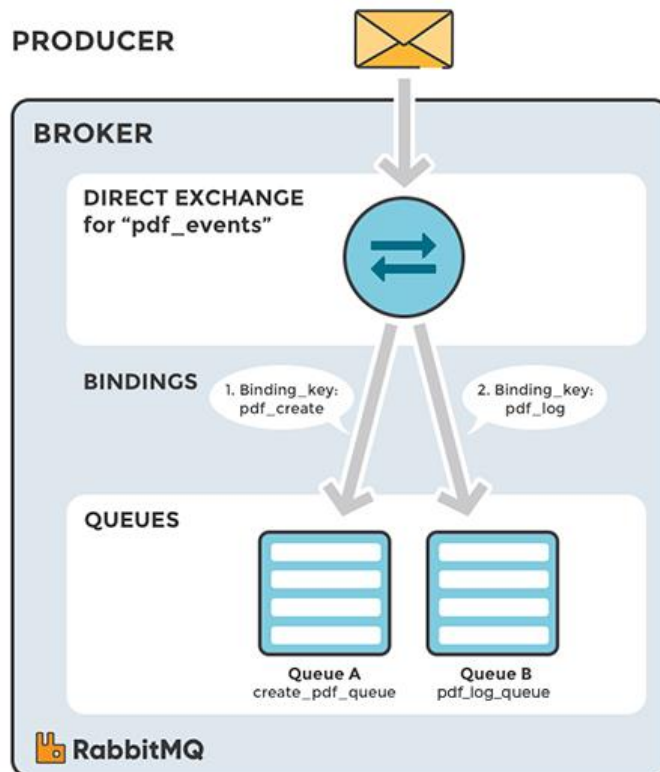 PRODUCER
BROKER
DIRECT EXCHANGE
for “pdf_events”
BINDINGS
1. Binding_key:
pdf_create
2. Binding_key:
pdf_log
QUEUES
Queue A
create_pdf_queue
Queue B
pdf_log_queue
RabbitMQ